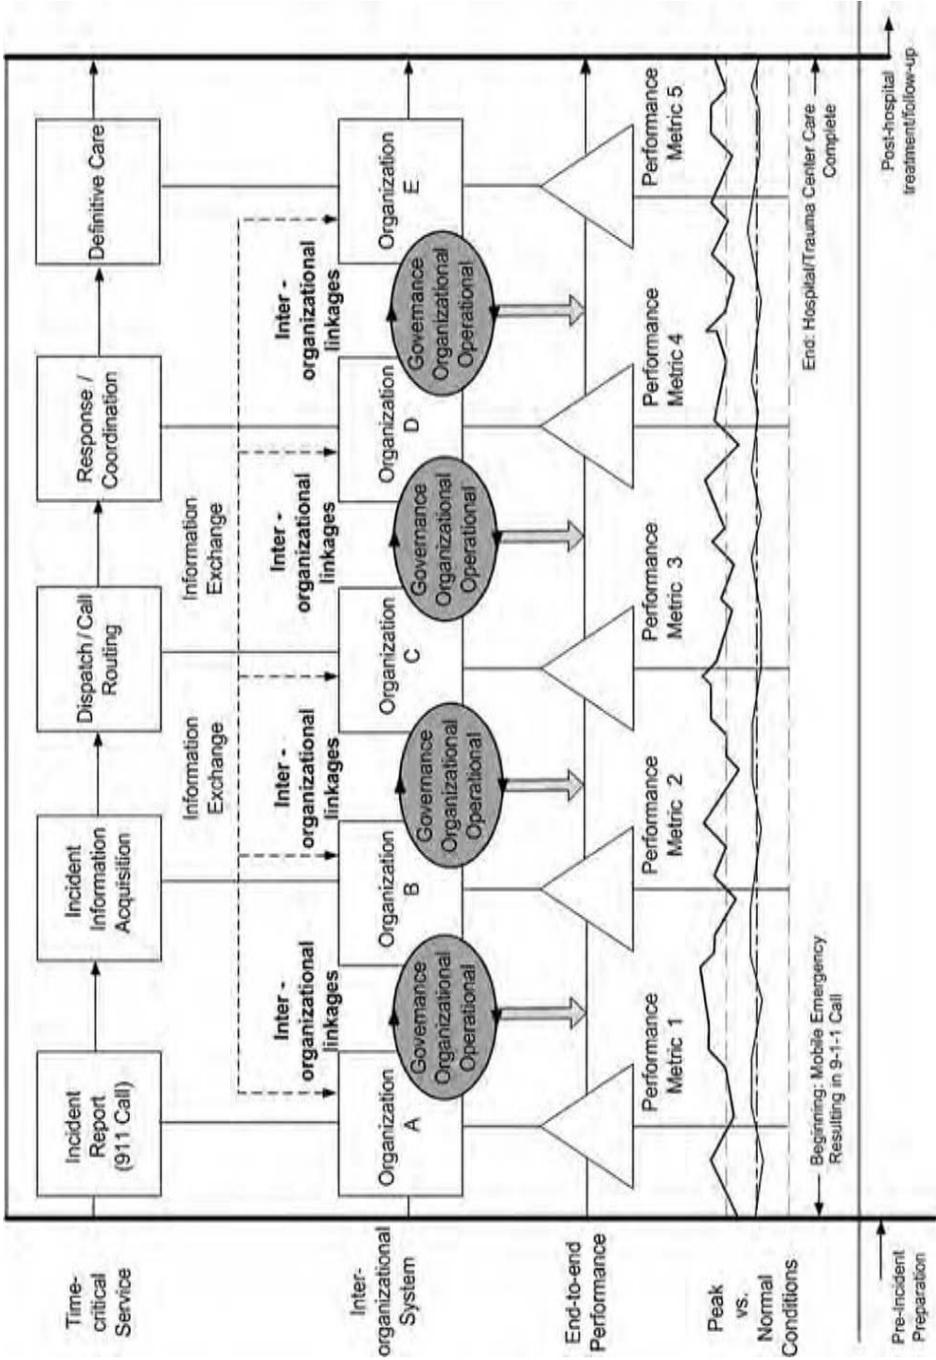 Time-
critical
Service
Incident
Report
(911 Call)
Incident
Information
Acquisition
Dispatch / Call
Routing
Response /
Coordination
Definitive Care
Information
Exchange
Information
Exchange
Inter -
organizational
linkages
Inter -
organizational
linkages
Inter -
organizational
linkages
Inter -
organizational
linkages
Inter-
organizational
System
Organization
A
Governance
Organizational
Operational
Organization
B
Governance
Organizational
Operational
Organization
C
Governance
Organizational
Operational
Organization
D
Governance
Organizational
Operational
Organization
E
End-to-end
Performance
Performance
Metric 1
Performance
Metric 2
Performance
Metric 3
Performance
Metric 4
Performance
Metric 5
Peak
vs.
Normal
Conditions
Beginning: Mobile Emergency
Resulting in 9-1-1 Call
End: Hospital/Trauma Center Care
Complete
Pre-Incident
Preparation
Post-hospital
treatment/follow-up